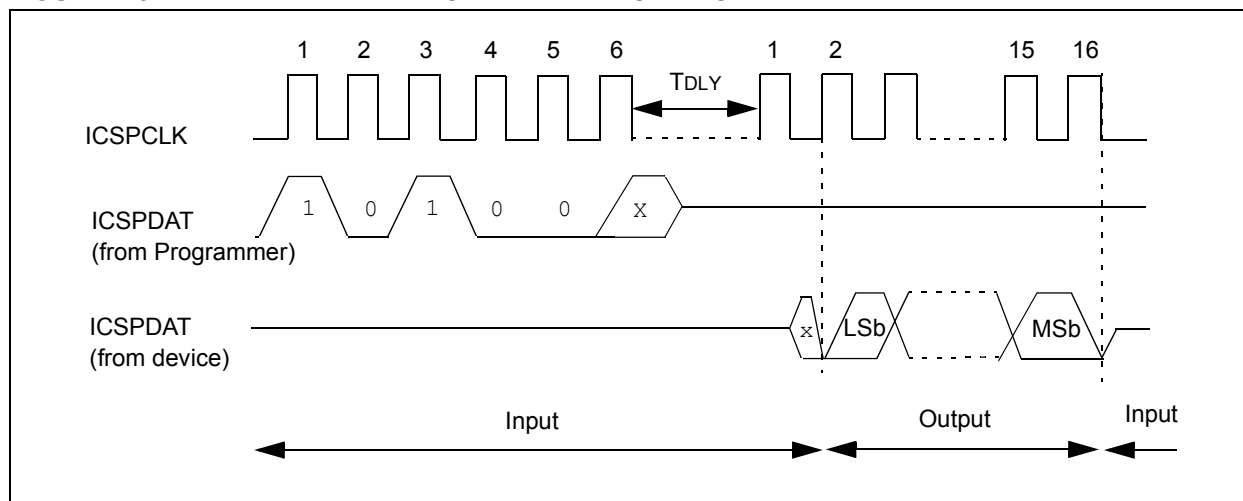 1 2 3 4 5 6 1 2 15 16
TDLY
ICSPCLK
1 0 1 0 0 x
ICSPDAT
(from Programmer)
ICSPDAT
(from device)
x LSb MSb
Input Output Input